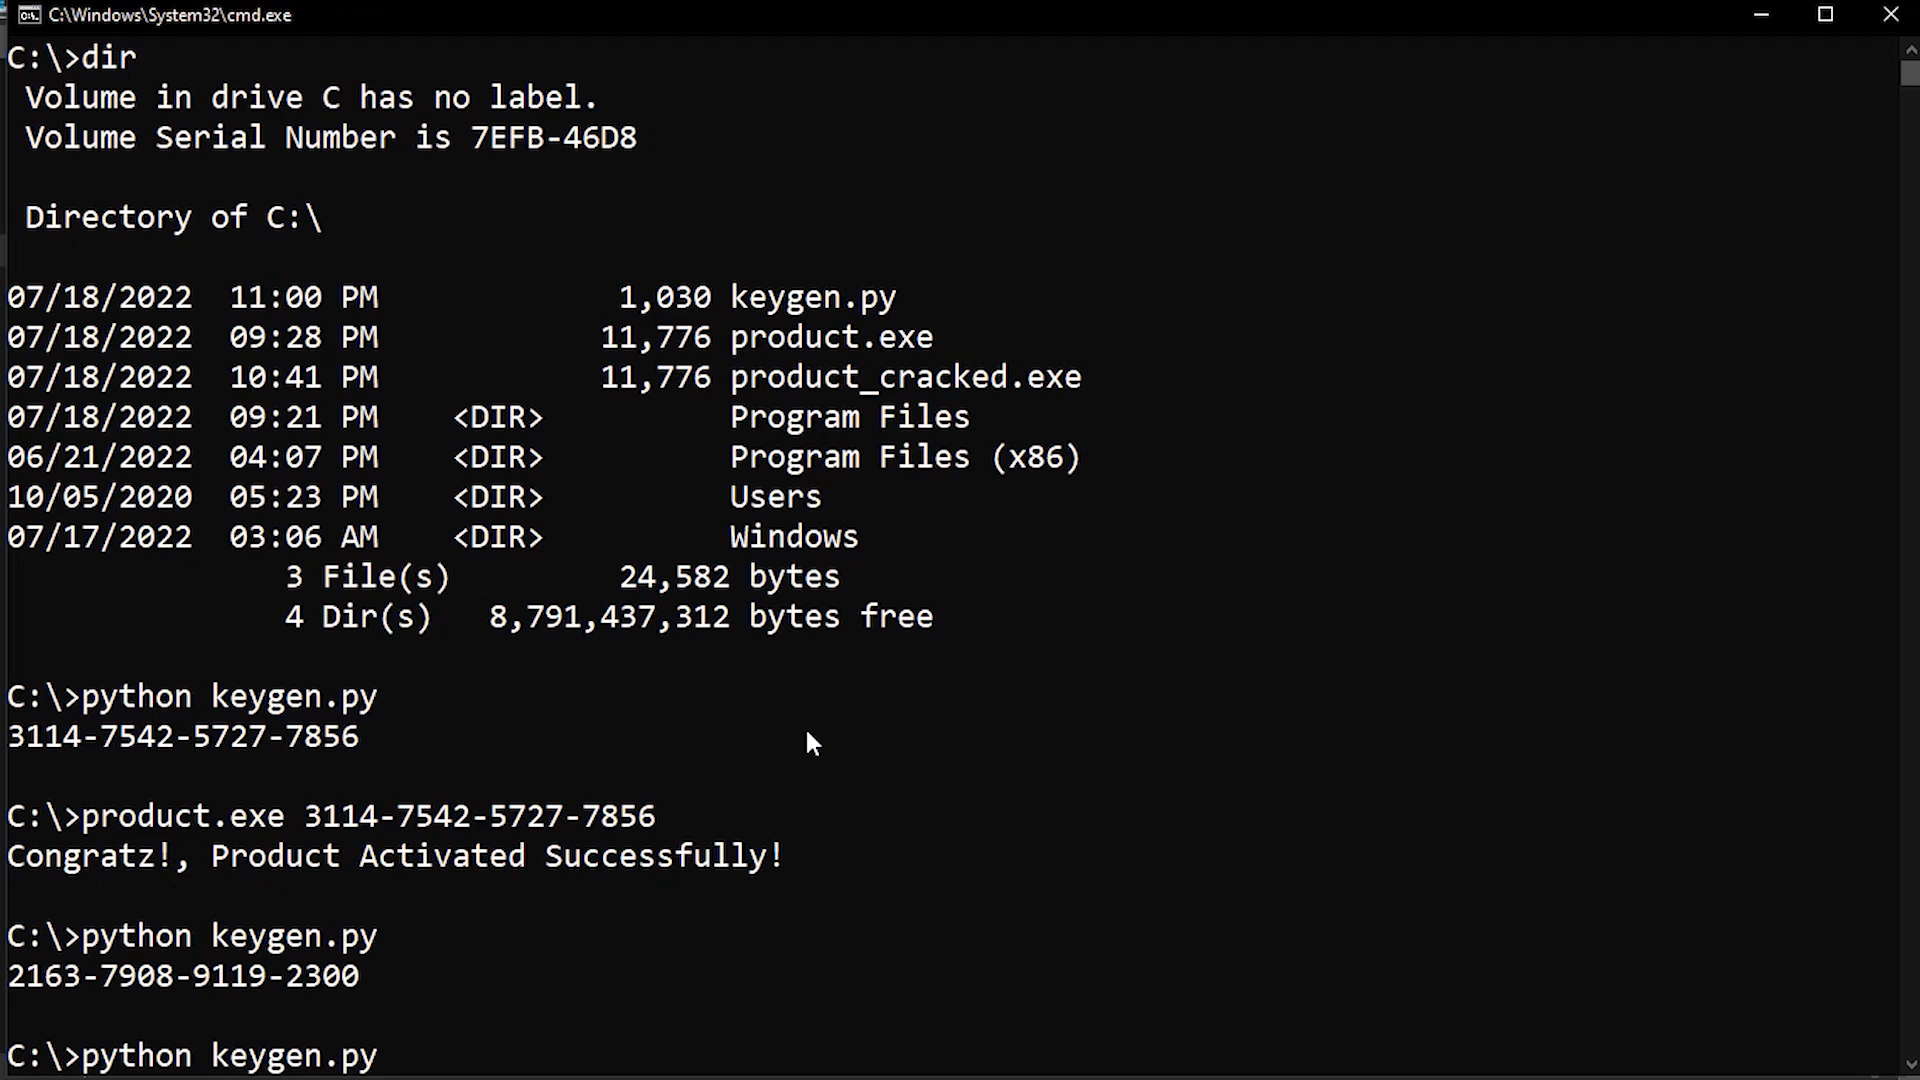 C:\Windows\System32\cmd.exe
C:\>dir
Volume in drive C has no label.
Volume Serial Number is 7EFB-46D8
Directory of C:\
07/18/2022 11:00 PM 1,030 keygen.py
07/18/2022 09:28 PM 11,776 product.exe
07/18/2022 10:41 PM 11,776 product_cracked.exe
07/18/2022 09:21 PM <DIR> Program Files
06/21/2022 04:07 PM <DIR> Program Files (x86)
10/05/2020 05:23 PM <DIR> Users
07/17/2022 03:06 AM <DIR> Windows
3 File(s) 24,582 bytes
4 Dir(s) 8,791,437,312 bytes free
C:\>python keygen.py
3114-7542-5727-7856
C:\>product.exe 3114-7542-5727-7856
Congratz!, Product Activated Successfully!
C:\>python keygen.py
2163-7908-9119-2300
C:\>python keygen.py